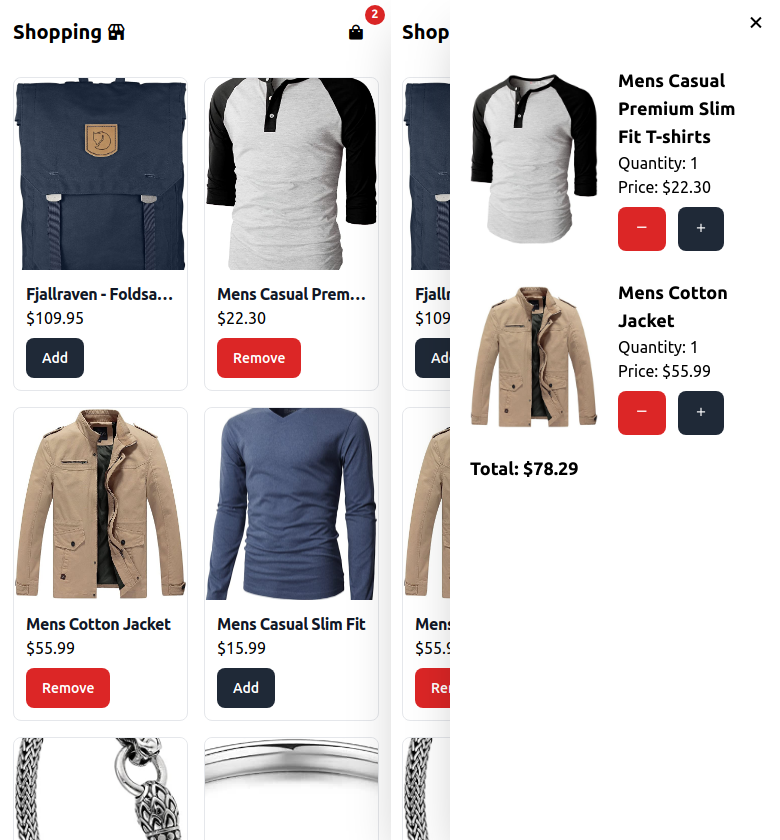 Shopping
2
Fjallraven - Foldsa...
$109.95
Add
Mens Casual Prem...
$22.30
Remove
Mens Cotton Jacket
$55.99
Remove
Mens Casual Slim Fit
$15.99
Add
Shop
Fjallr
$109
Ad
Mens
$55.9
Re
Mens Casual
Premium Slim
Fit T-shirts
Quantity: 1
Price: $22.30
− +
Mens Cotton
Jacket
Quantity: 1
Price: $55.99
− +
Total: $78.29